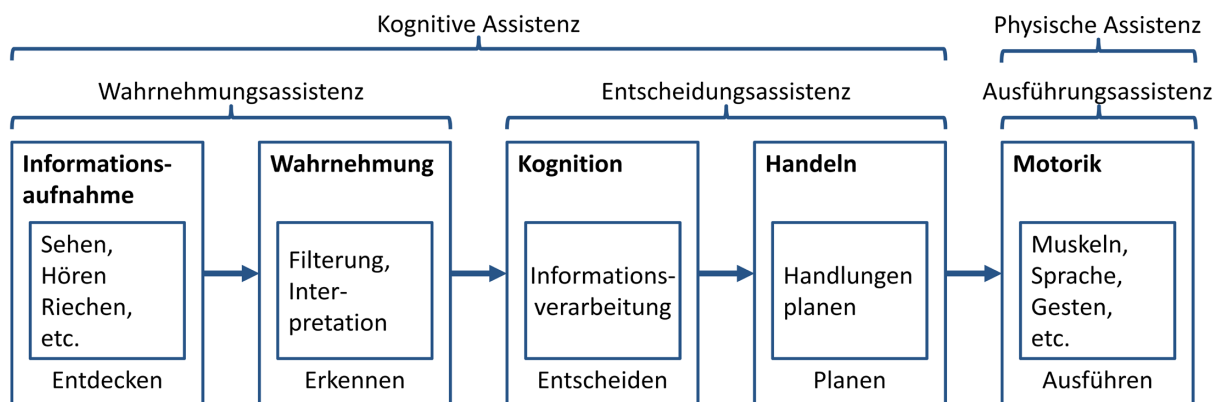 Kognitive Assistenz
Physische Assistenz
Wahrnehmungsassistenz
Entscheidungsassistenz
Ausführungsassistenz
Informations-
aufnahme
Sehen,
Hören
Riechen,
etc.
Entdecken
Wahrnehmung
Filterung,
Inter-
pretation
Erkennen
Kognition
Informations-
verarbeitung
Entscheiden
Handeln
Handlungen
planen
Planen
Motorik
Muskeln,
Sprache,
Gesten,
etc.
Ausführen